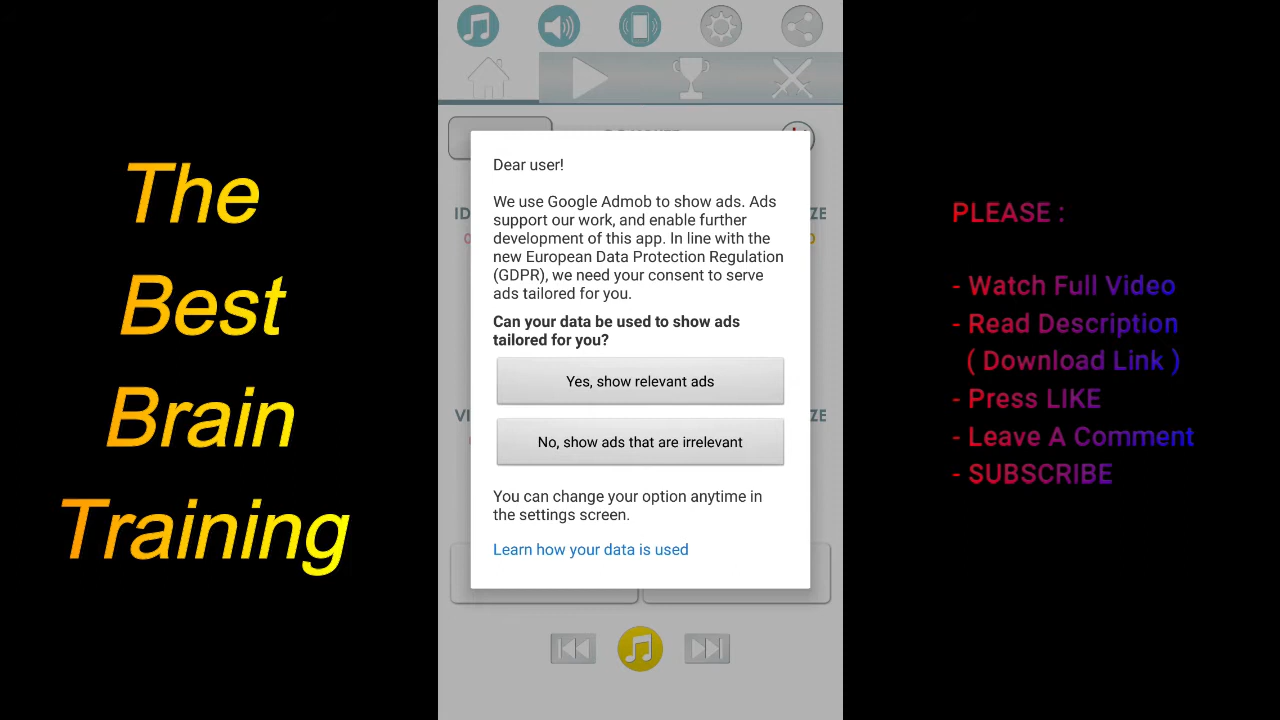 The
Best
Brain
Training
Dear user!
We use Google Admob to show ads. Ads
support our work, and enable further
development of this app. In line with the
new European Data Protection Regulation
(GDPR), we need your consent to serve
ads tailored for you.
Can your data be used to show ads
tailored for you?
Yes, show relevant ads
No, show ads that are irrelevant
You can change your option anytime in
the settings screen.
Learn how your data is used
PLEASE :
- Watch Full Video
- Read Description
( Download Link )
- Press LIKE
- Leave A Comment
- SUBSCRIBE